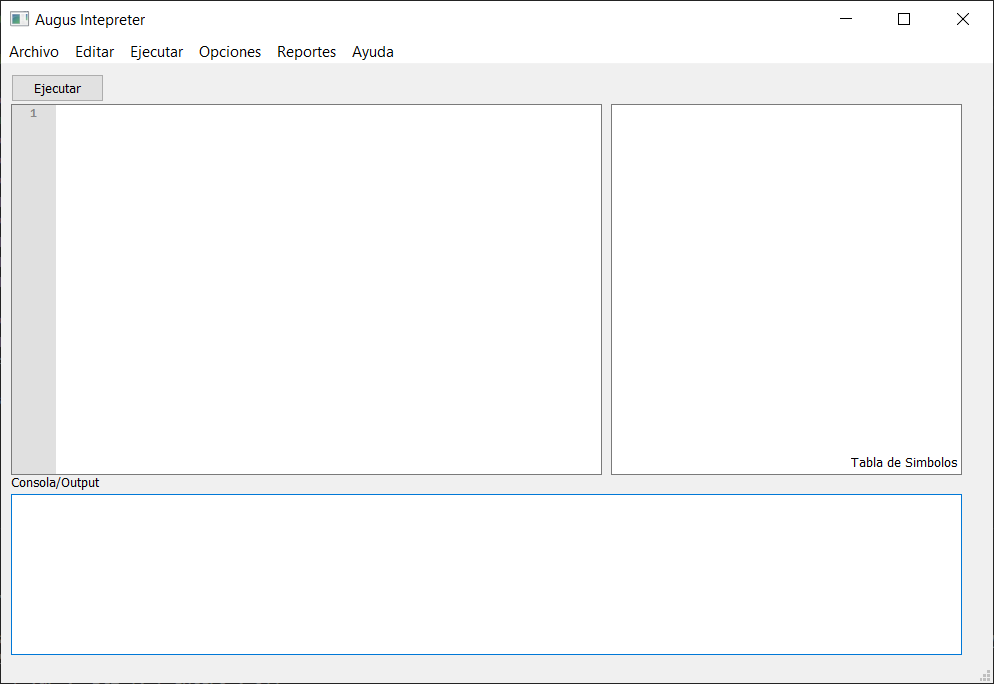 Augus Intepreter
Archivo Editar Ejecutar Opciones Reportes Ayuda
Ejecutar
1
Tabla de Simbolos
Consola/Output